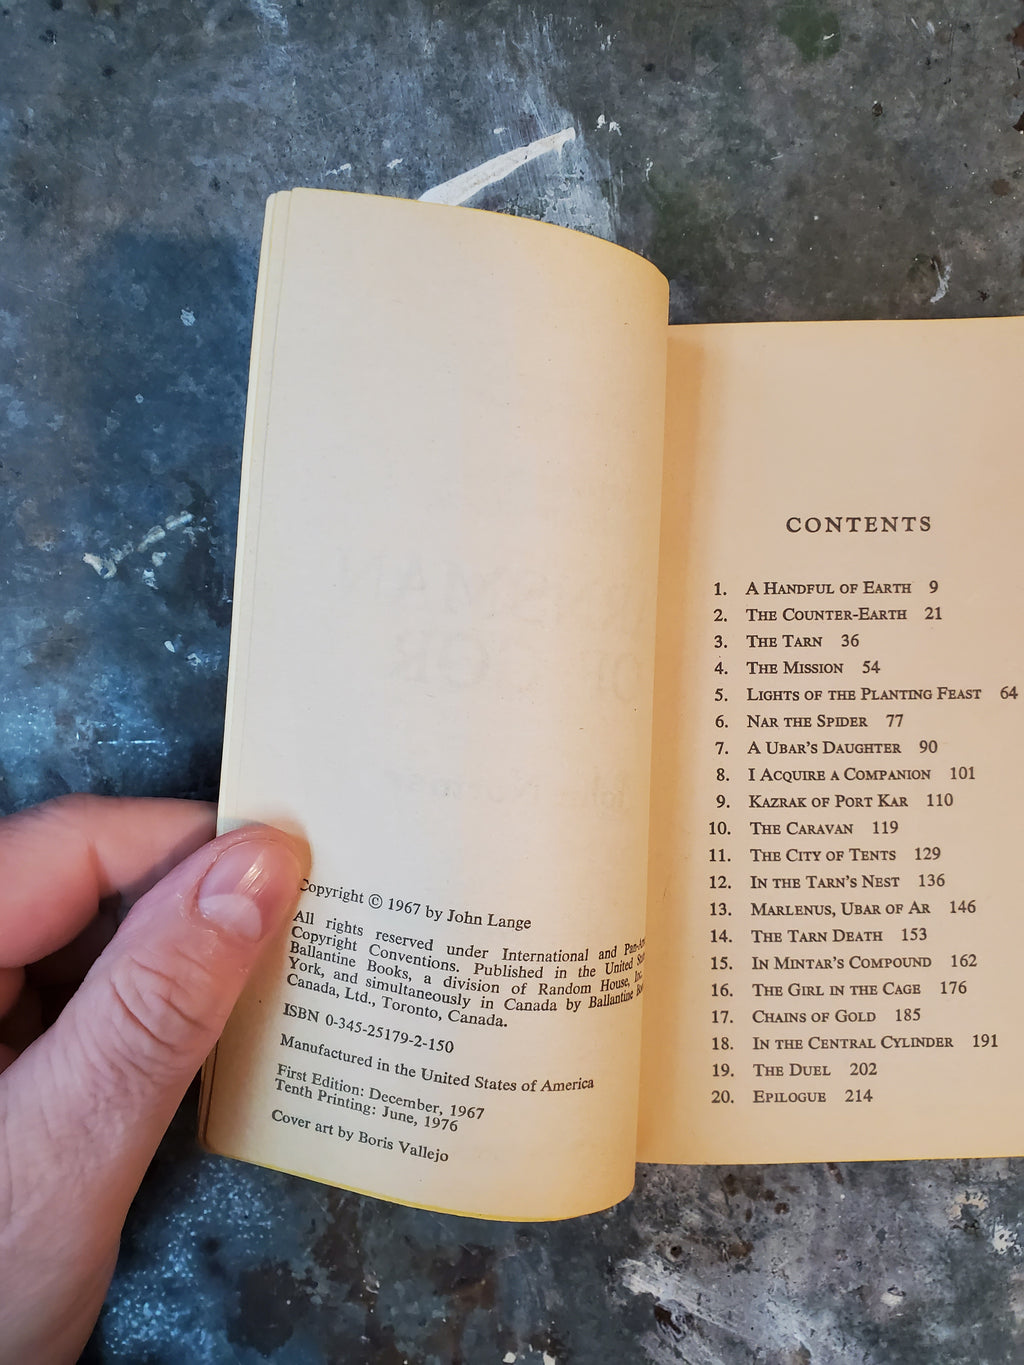 Copyright © 1967 by John Lange
All rights reserved under International and
Copyright Conventions. Published in the United
Ballantine Books, a division of Random House, Inc.
York, and simultaneously in Canada by Ballantine
Canada, Ltd., Toronto, Canada.
ISBN 0-345-25179-2-150
Manufactured in the United States of America
First Edition: December, 1967
Tenth Printing: June, 1976
Cover art by Boris Vallejo
CONTENTS
1. A Handful of Earth 9
2. The Counter-Earth 21
3. The Tarn 36
4. The Mission 54
5. Lights of the Planting Feast 64
6. Nar the Spider 77
7. A Ubar's Daughter 90
8. I Acquire a Companion 101
9. Kazrak of Port Kar 110
10. The Caravan 119
11. The City of Tents 129
12. In the Tarn's Nest 136
13. Marlenus, Ubar of Ar 146
14. The Tarn Death 153
15. In Mintar's Compound 162
16. The Girl in the Cage 176
17. Chains of Gold 185
18. In the Central Cylinder 191
19. The Duel 202
20. Epilogue 214